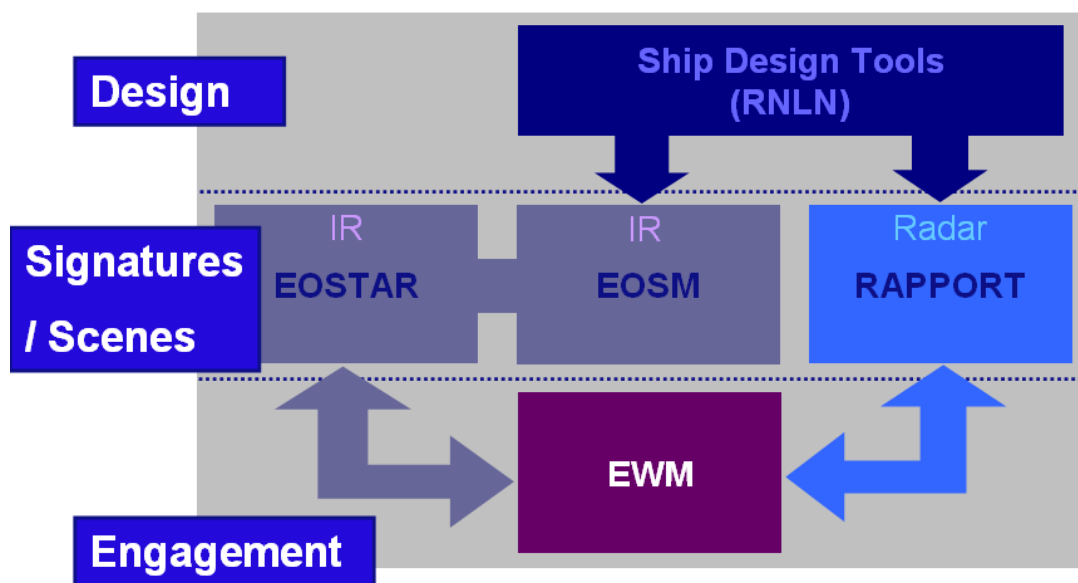 Design
Ship Design Tools
(RNLN)
Signatures
/ Scenes
IR
EOSTAR
IR
EOSM
Radar
RAPPORT
Engagement
EWM